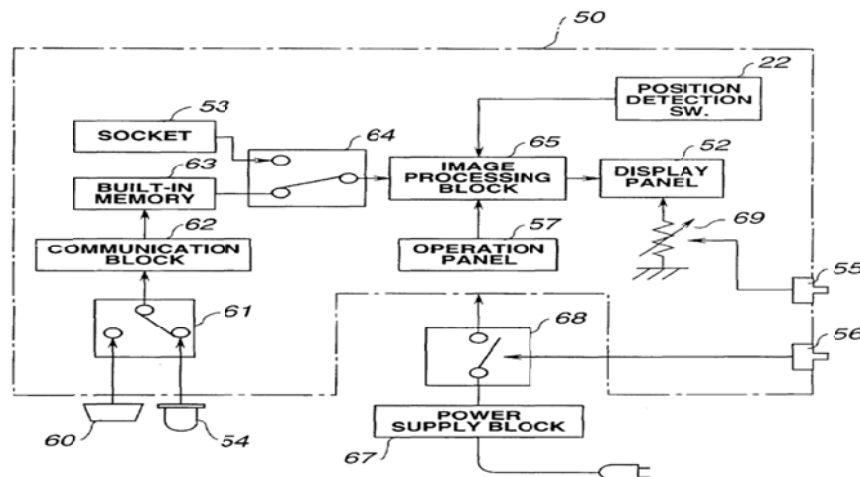 50
22
POSITION
DETECTION
SW.
53
SOCKET
64
65
IMAGE
PROCESSING
BLOCK
52
DISPLAY
PANEL
63
BUILT-IN
MEMORY
62
COMMUNICATION
BLOCK
57
OPERATION
PANEL
69
55
61
68
56
60
54
POWER
SUPPLY BLOCK
67